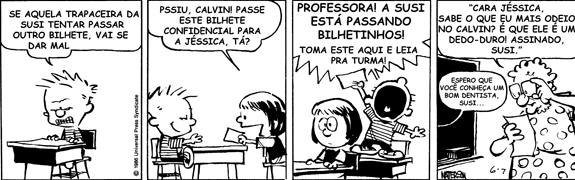 SE AQUELA TRAPACEIRA DA
SUSI TENTAR PASSAR
OUTRO BILHETE, VAI SE
DAR MAL
© 1986 Universal Press Syndicate
PSSIU, CALVIN! PASSE
ESTE BILHETE
CONFIDENCIAL PARA
A JÉSSICA, TÁ?
PROFESSORA! A SUSI
ESTÁ PASSANDO
BILHETINHOS!
TOMA ESTE AQUI E LEIA
PRA TURMA!
"CARA JÉSSICA,
SABE O QUE EU MAIS ODEIO
NO CALVIN? É QUE ELE É UM
DEDO-DURO! ASSINADO,
SUSI."
ESPERO QUE
VOCÊ CONHEÇA UM
BOM DENTISTA,
SUSI...
WATTERSON
6-7